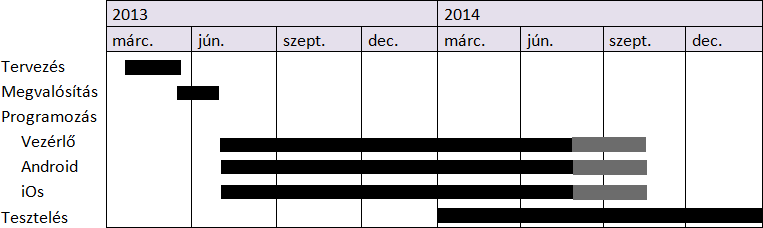 2013 2014
márc. jún. szept. dec. márc. jún. szept. dec.
Tervezés
Megvalósítás
Programozás
Vezérlő
Android
iOs
Tesztelés